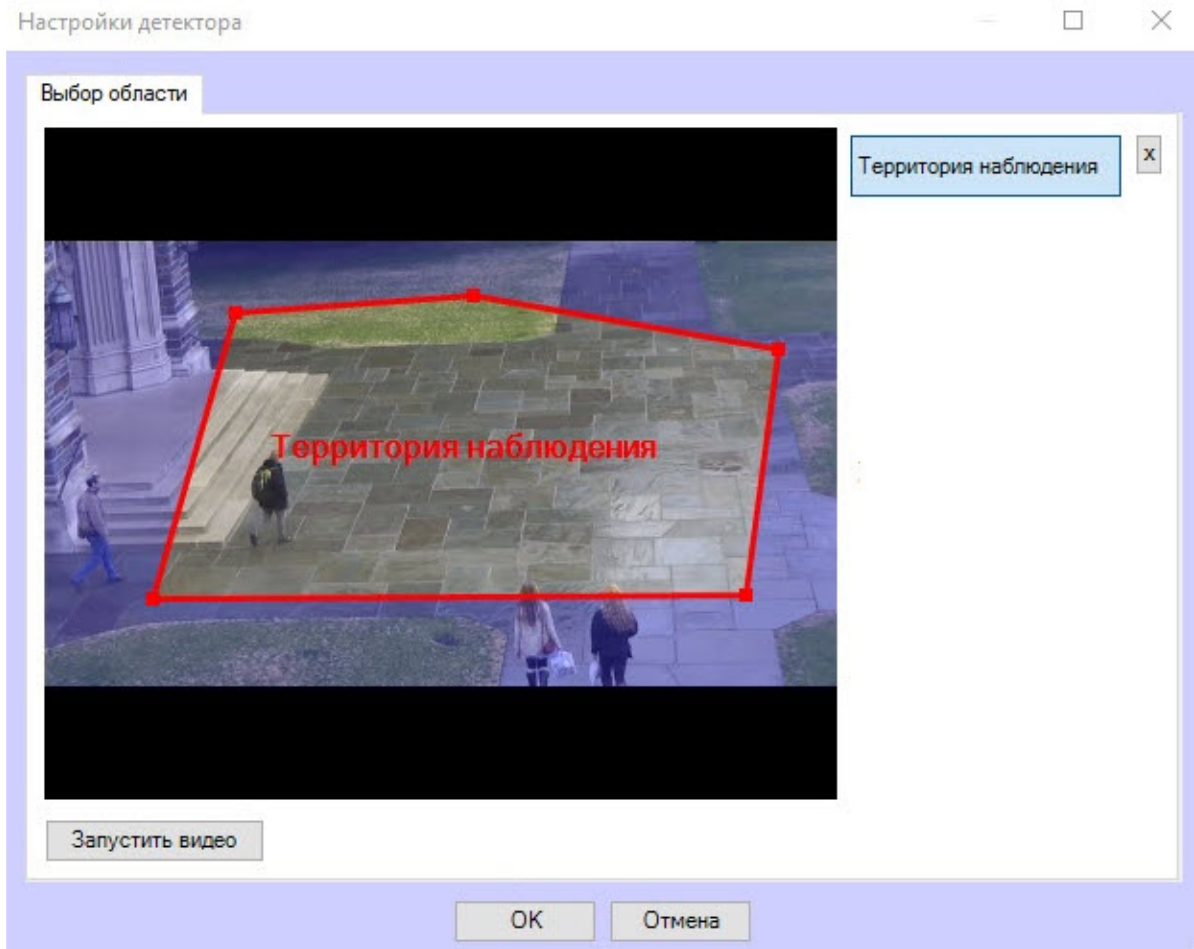 Настройки детектора
Выбор области
Территория наблюдения
x
Территория наблюдения
Запустить видео
OK
Отмена